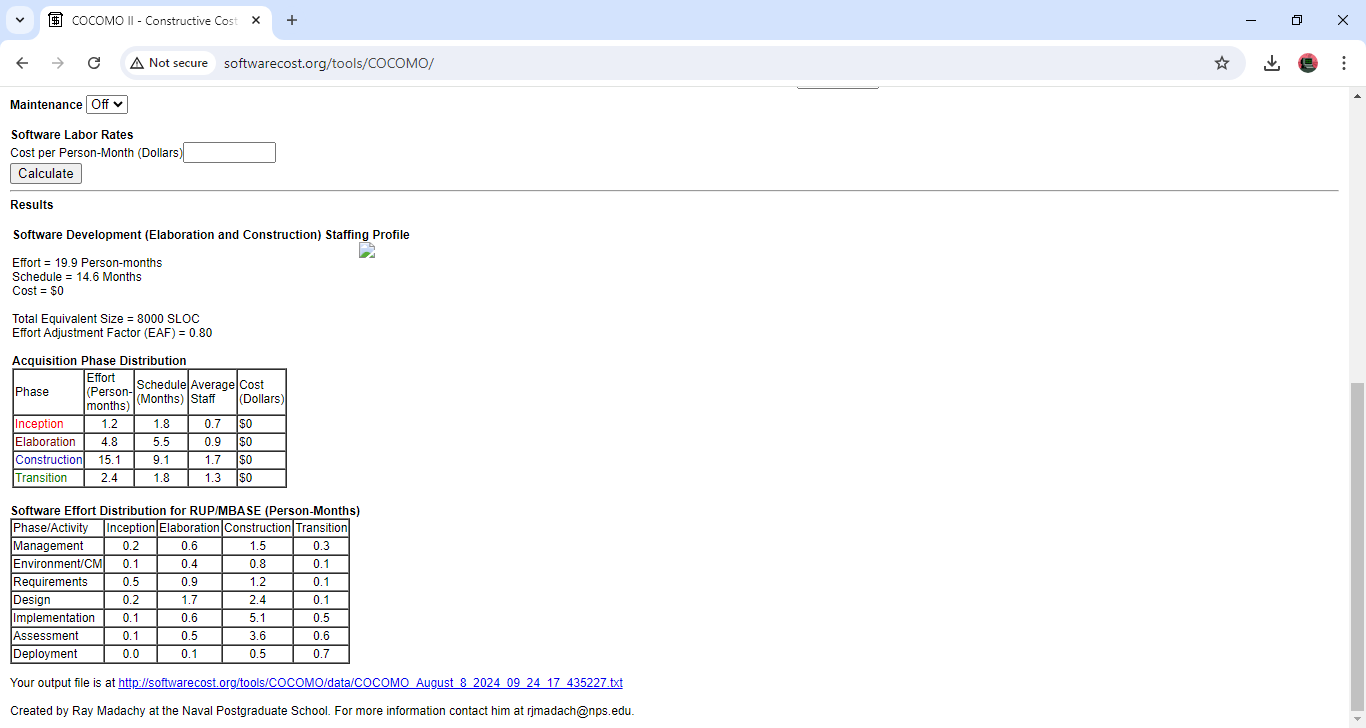 COCOMO II - Constructive Cost
Not secure
softwarecost.org/tools/COCOMO/
Maintenance Off
Software Labor Rates
Cost per Person-Month (Dollars)
Calculate
Results
Software Development (Elaboration and Construction) Staffing Profile
Effort = 19.9 Person-months
Schedule = 14.6 Months
Cost = $0
Total Equivalent Size = 8000 SLOC
Effort Adjustment Factor (EAF) = 0.80
Acquisition Phase Distribution
Phase Effort (Person-months) Schedule (Months) Average Staff Cost (Dollars)
Inception 1.2 1.8 0.7 $0
Elaboration 4.8 5.5 0.9 $0
Construction 15.1 9.1 1.7 $0
Transition 2.4 1.8 1.3 $0
Software Effort Distribution for RUP/MBASE (Person-Months)
Phase/Activity Inception Elaboration Construction Transition
Management 0.2 0.6 1.5 0.3
Environment/CM 0.1 0.4 0.8 0.1
Requirements 0.5 0.9 1.2 0.1
Design 0.2 1.7 2.4 0.1
Implementation 0.1 0.6 5.1 0.5
Assessment 0.1 0.5 3.6 0.6
Deployment 0.0 0.1 0.5 0.7
Your output file is at http://softwarecost.org/tools/COCOMO/data/COCOMO_August_8_2024_09_24_17_435227.txt
Created by Ray Madachy at the Naval Postgraduate School. For more information contact him at rjmadach@nps.edu.